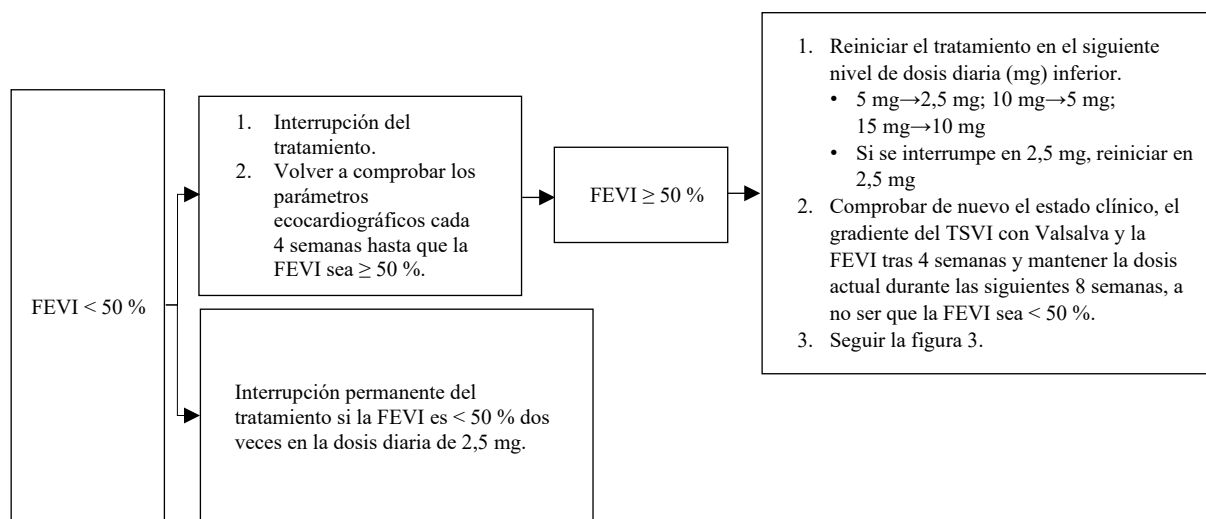 FEVI < 50 %
1. Interrupción del
tratamiento.
2. Volver a comprobar los
parámetros
ecocardiográficos cada
4 semanas hasta que la
FEVI sea ≥ 50 %.
Interrupción permanente del
tratamiento si la FEVI es < 50 % dos
veces en la dosis diaria de 2,5 mg.
FEVI ≥ 50 %
1. Reiniciar el tratamiento en el siguiente
nivel de dosis diaria (mg) inferior.
• 5 mg→2,5 mg; 10 mg→5 mg;
15 mg→10 mg
• Si se interrumpe en 2,5 mg, reiniciar en
2,5 mg
2. Comprobar de nuevo el estado clínico, el
gradiente del TSVI con Valsalva y la
FEVI tras 4 semanas y mantener la dosis
actual durante las siguientes 8 semanas, a
no ser que la FEVI sea < 50 %.
3. Seguir la figura 3.